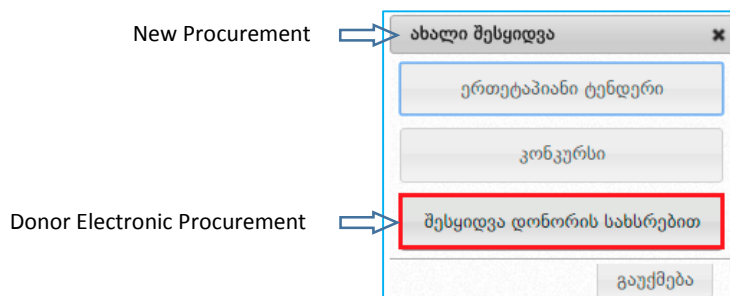 New Procurement
ახალი შესყიდვა
ერთეტაპიანი ტენდერი
კონკურსი
Donor Electronic Procurement
შესყიდვა დონორის სახსრებით
გაუქმება